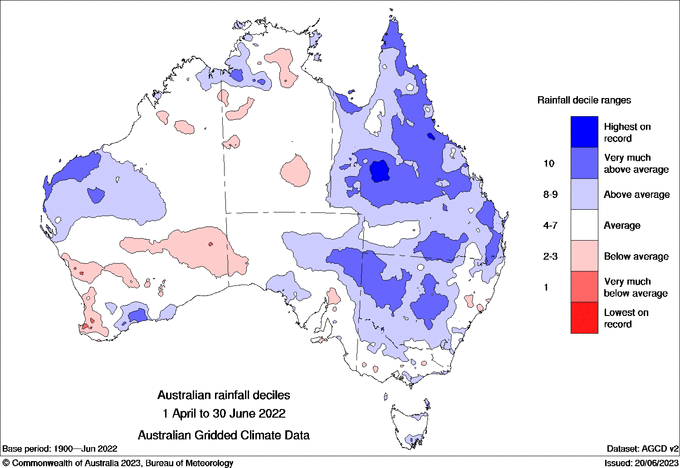 Rainfall decile ranges
Highest on
record
10
Very much
above average
8-9
Above average
4-7
Average
2-3
Below average
1
Very much
below average
Lowest on
record
Australian rainfall deciles
1 April to 30 June 2022
Australian Gridded Climate Data
Base period: 1900—Jun 2022
Dataset: AGCD v2
© Commonwealth of Australia 2023, Bureau of Meteorology
Issued: 20/06/2023